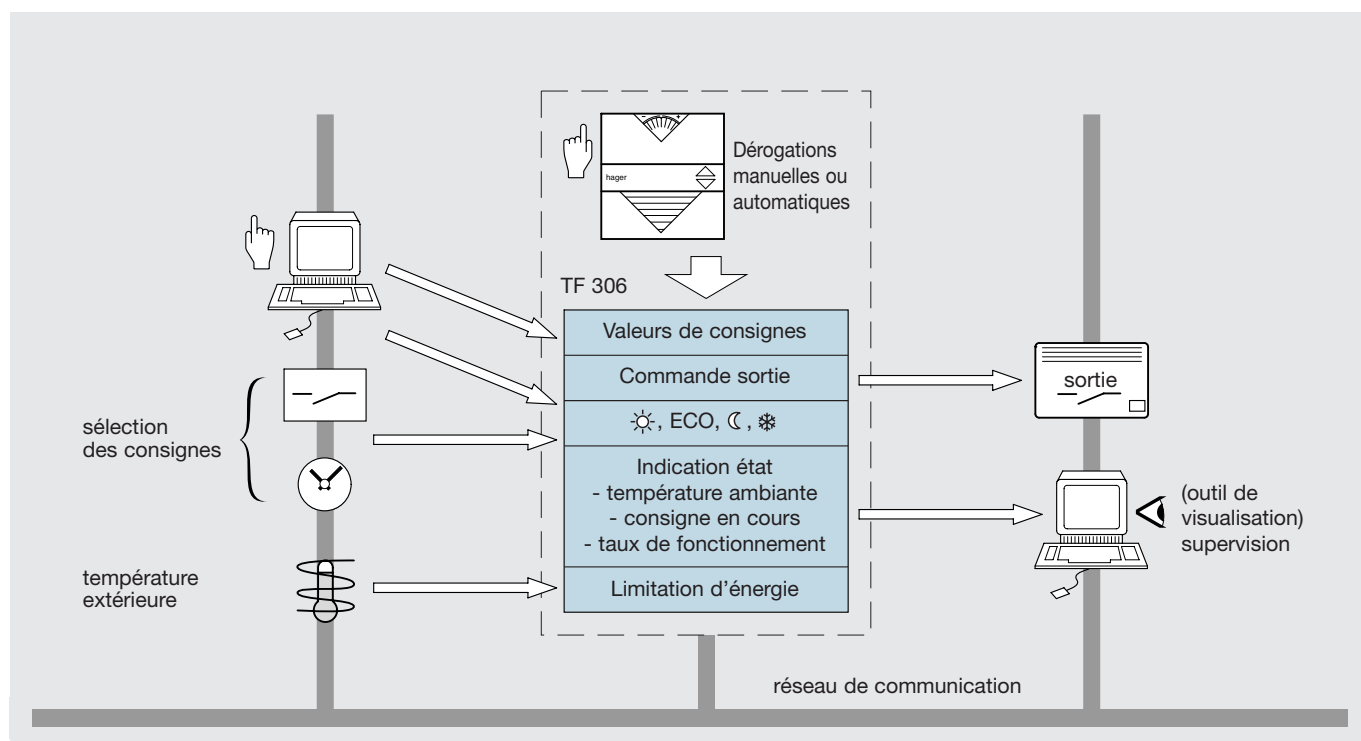 Dérogations
manuelles ou
automatiques
- +
hager
TF 306
Valeurs de consignes
Commande sortie
☼, ECO, ☾, ❄
Indication état
- température ambiante
- consigne en cours
- taux de fonctionnement
Limitation d'énergie
sélection
des consignes
température
extérieure
sortie
(outil de
visualisation)
supervision
réseau de communication